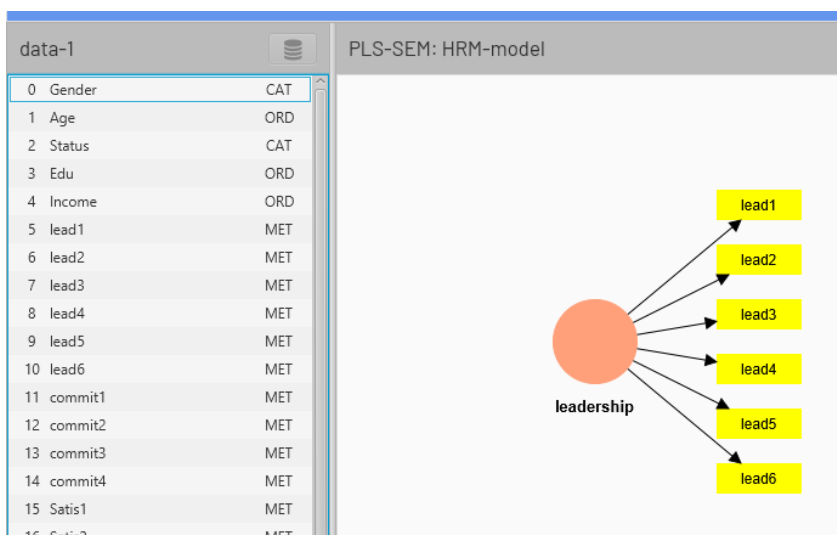 data-1
0 Gender CAT
1 Age ORD
2 Status CAT
3 Edu ORD
4 Income ORD
5 lead1 MET
6 lead2 MET
7 lead3 MET
8 lead4 MET
9 lead5 MET
10 lead6 MET
11 commit1 MET
12 commit2 MET
13 commit3 MET
14 commit4 MET
15 Satis1 MET
PLS-SEM: HRM-model
lead1
lead2
lead3
lead4
lead5
lead6
leadership